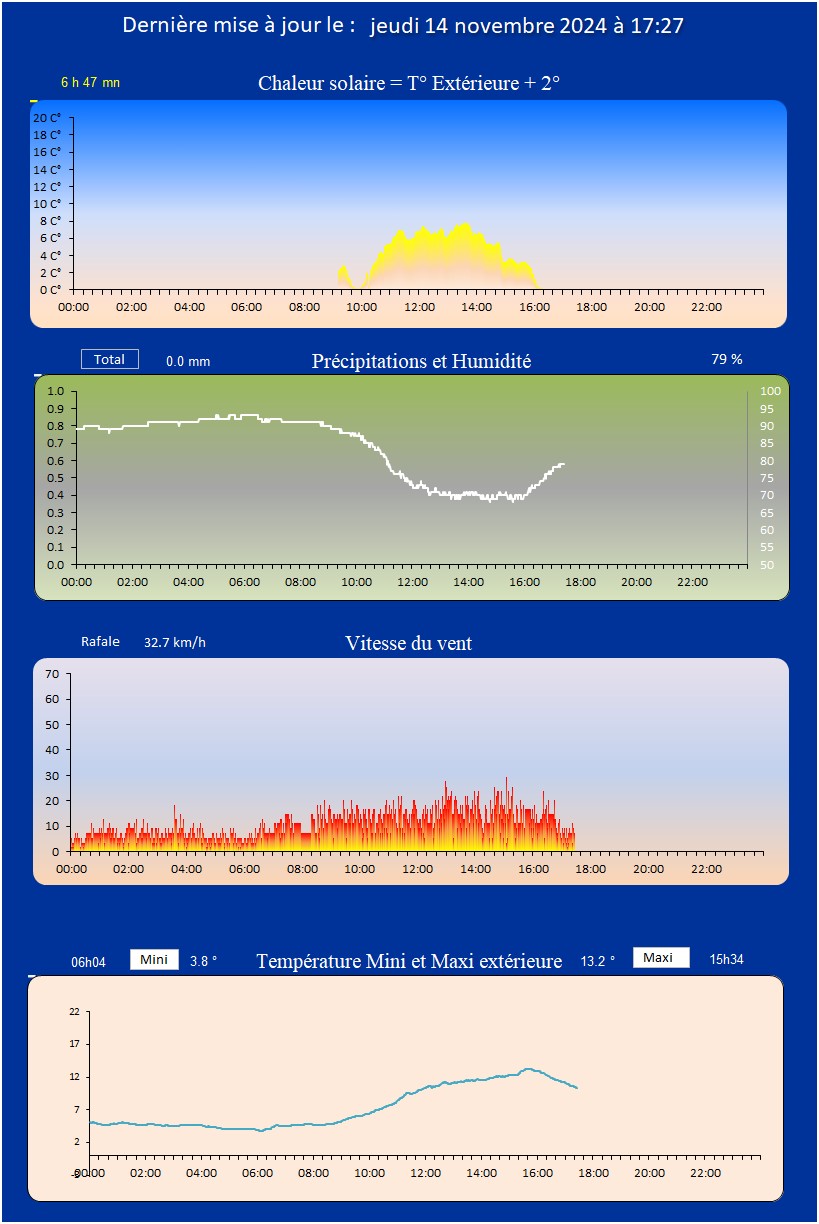 Dernière mise à jour le : jeudi 14 novembre 2024 à 17:27
6 h 47 mn Chaleur solaire = T° Extérieure + 2°
20 C°
18 C°
16 C°
14 C°
12 C°
10 C°
8 C°
6 C°
4 C°
2 C°
0 C°
00:00 02:00 04:00 06:00 08:00 10:00 12:00 14:00 16:00 18:00 20:00 22:00
Total 0.0 mm Précipitations et Humidité 79 %
1.0 100
0.9 95
0.8 90
0.7 85
0.6 80
0.5 75
0.4 70
0.3 65
0.2 60
0.1 55
0.0 50
00:00 02:00 04:00 06:00 08:00 10:00 12:00 14:00 16:00 18:00 20:00 22:00
Rafale 32.7 km/h Vitesse du vent
70
60
50
40
30
20
10
0
00:00 02:00 04:00 06:00 08:00 10:00 12:00 14:00 16:00 18:00 20:00 22:00
06h04 Mini 3.8 ° Température Mini et Maxi extérieure 13.2 ° Maxi 15h34
22
17
12
7
2
-3 00:00 02:00 04:00 06:00 08:00 10:00 12:00 14:00 16:00 18:00 20:00 22:00